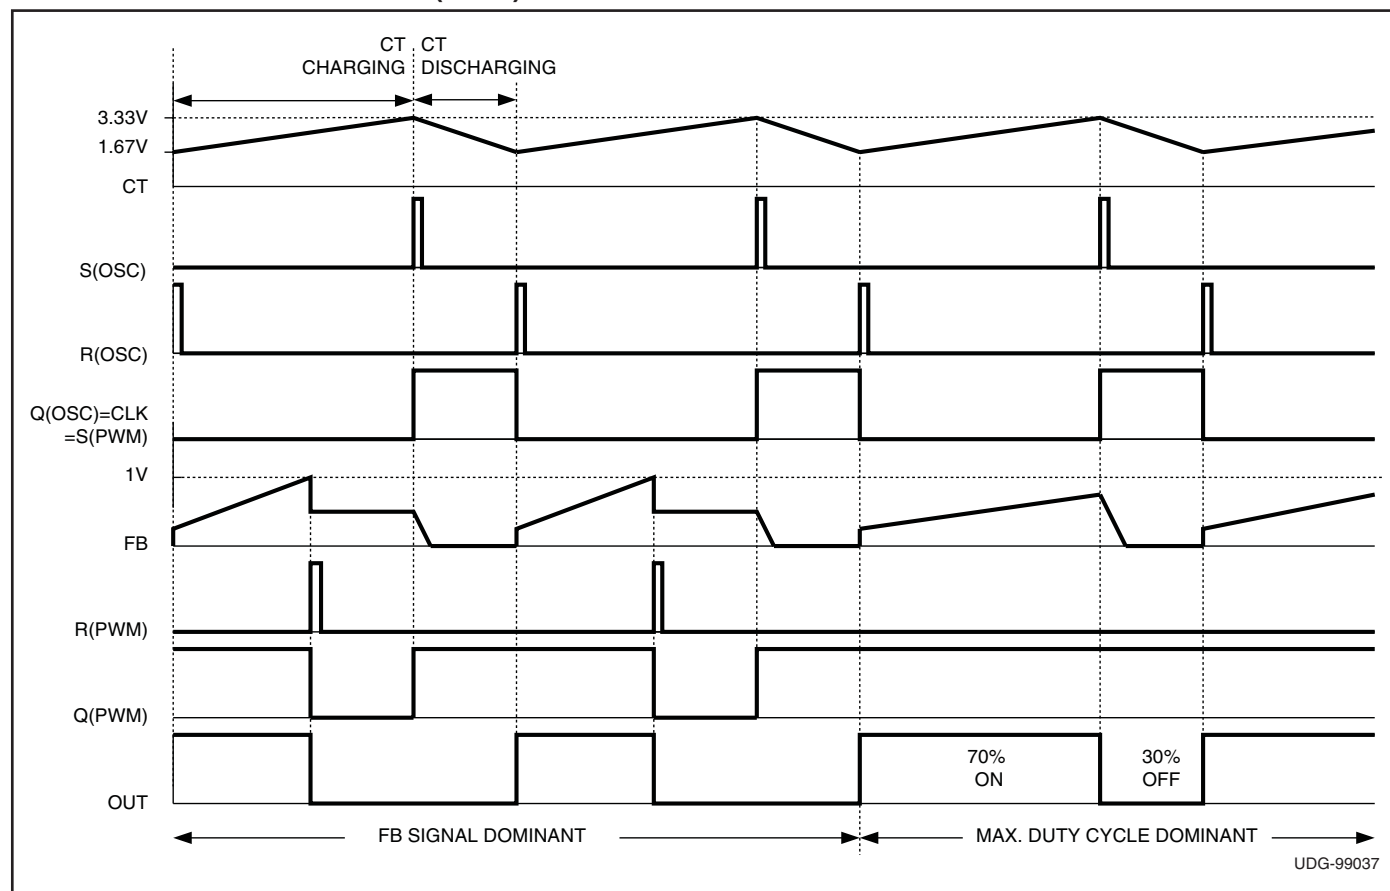 CT CT
CHARGING DISCHARGING
3.33V
1.67V
CT
S(OSC)
R(OSC)
Q(OSC)=CLK
=S(PWM)
1V
FB
R(PWM)
Q(PWM)
70%
ON
30%
OFF
OUT
FB SIGNAL DOMINANT
MAX. DUTY CYCLE DOMINANT
UDG-99037